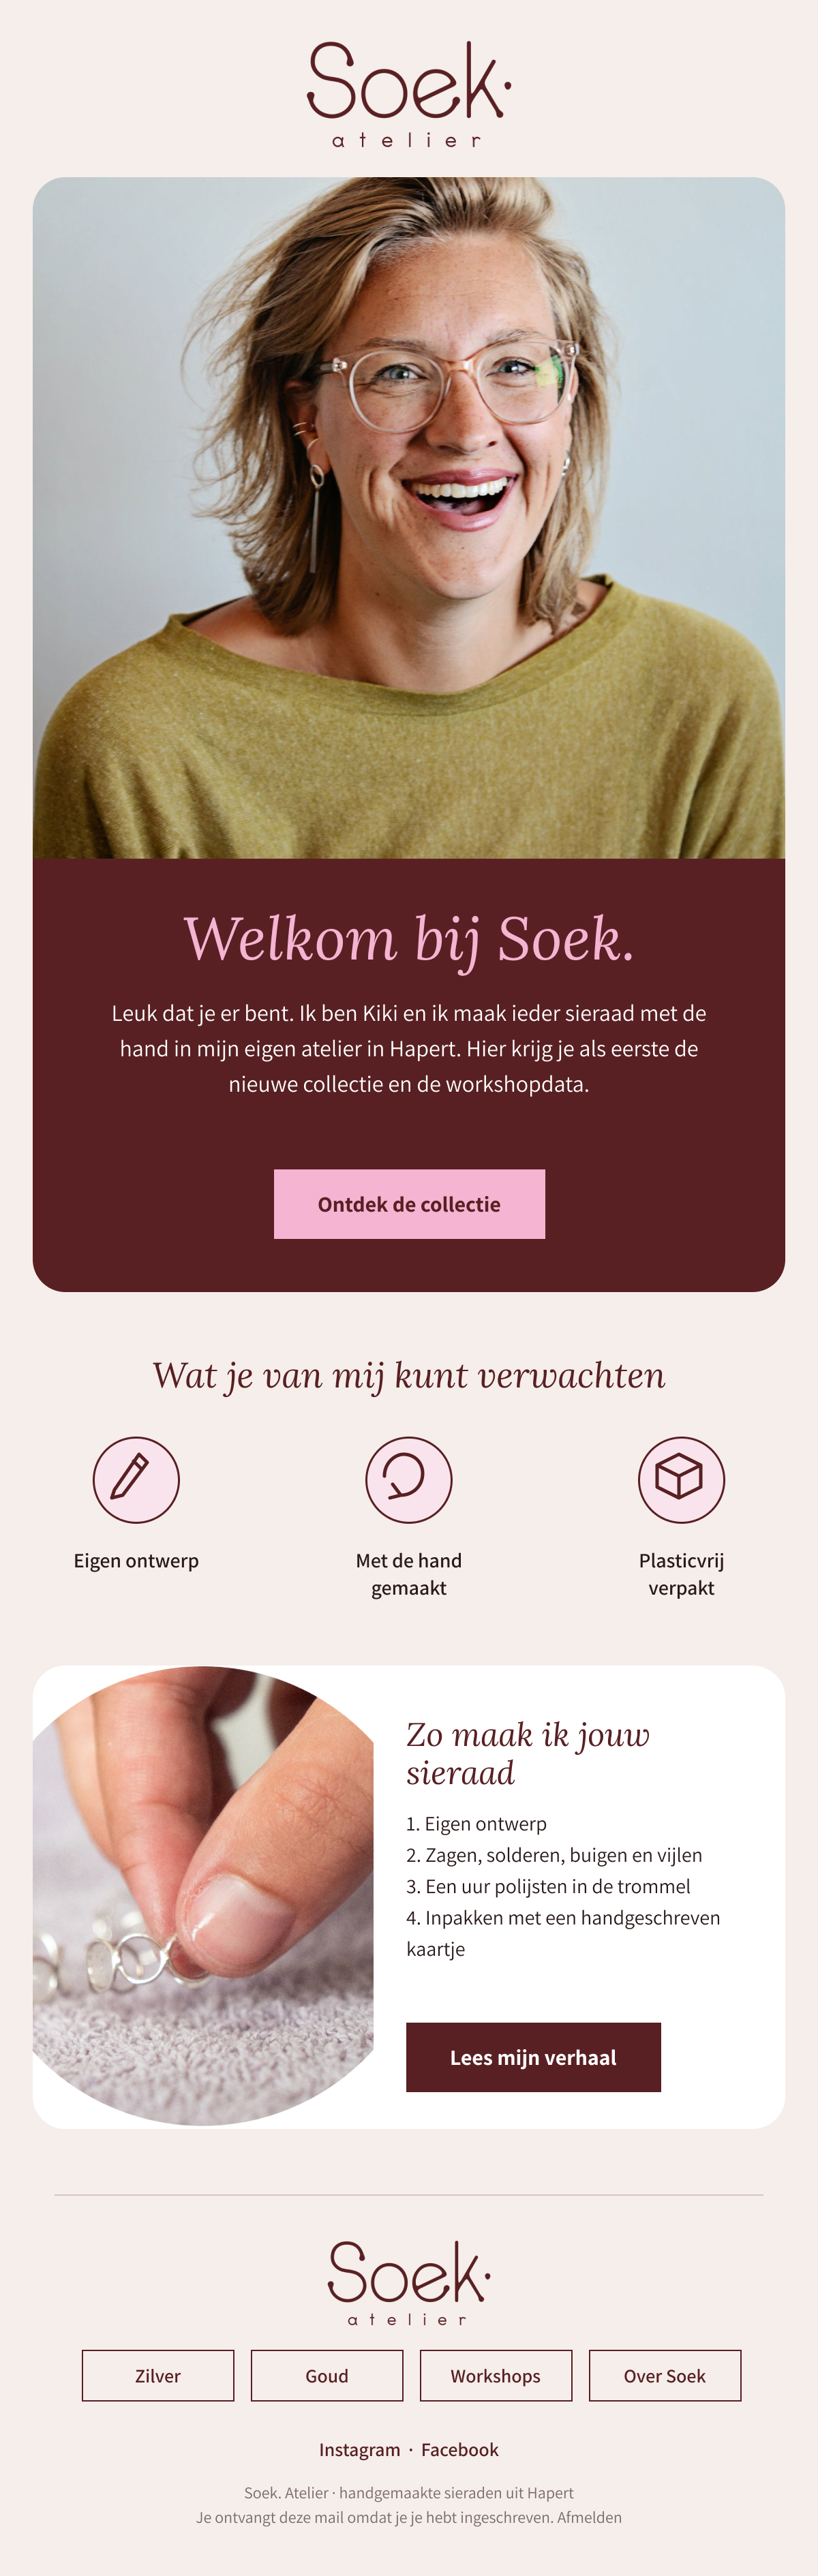 Soek.
atelier
Welkom bij Soek.
Leuk dat je er bent. Ik ben Kiki en ik maak ieder sieraad met de
hand in mijn eigen atelier in Hapert. Hier krijg je als eerste de
nieuwe collectie en de workshopdata.
Ontdek de collectie
Wat je van mij kunt verwachten
Eigen ontwerp
Met de hand
gemaakt
Plasticvrij
verpakt
Zo maak ik jouw
sieraad
1. Eigen ontwerp
2. Zagen, solderen, buigen en vijlen
3. Een uur polijsten in de trommel
4. Inpakken met een handgeschreven
kaartje
Lees mijn verhaal
Soek.
atelier
Zilver
Goud
Workshops
Over Soek
Instagram · Facebook
Soek. Atelier · handgemaakte sieraden uit Hapert
Je ontvangt deze mail omdat je je hebt ingeschreven. Afmelden